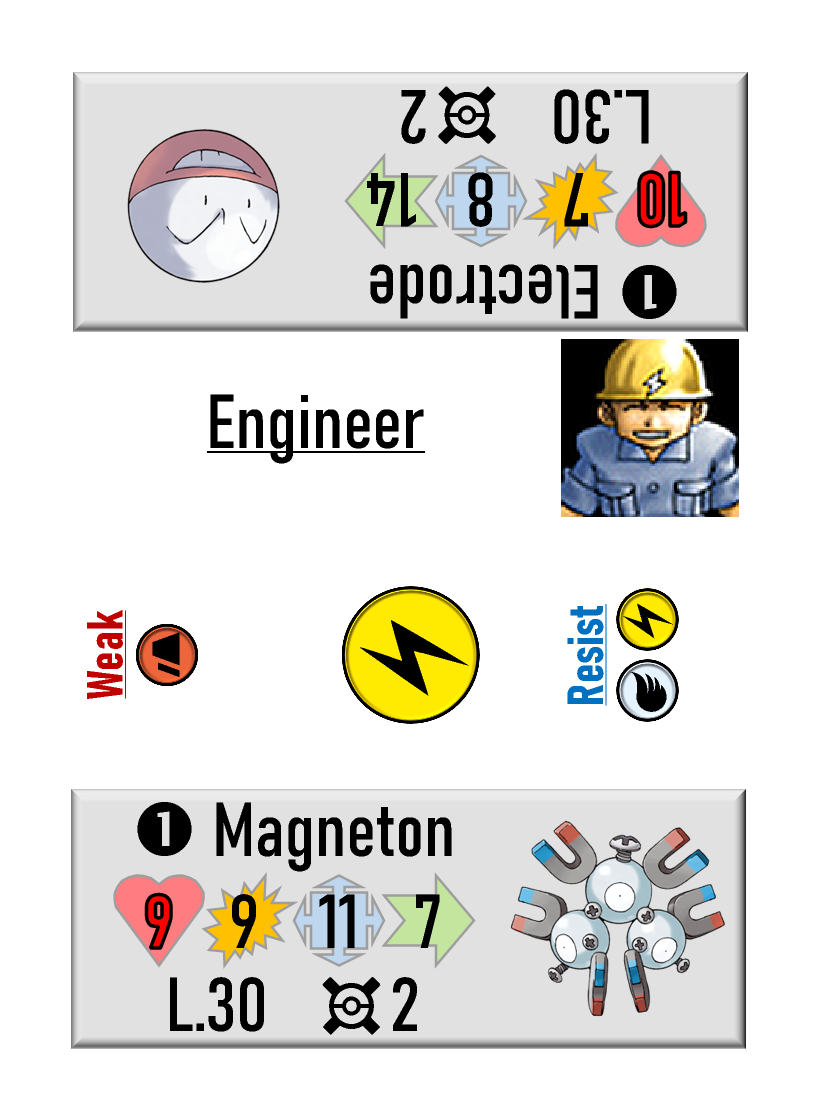 1 Electrode
10 7 8 14
L.30 2
Engineer
Weak
Resist
1 Magneton
9 9 11 7
L.30 2